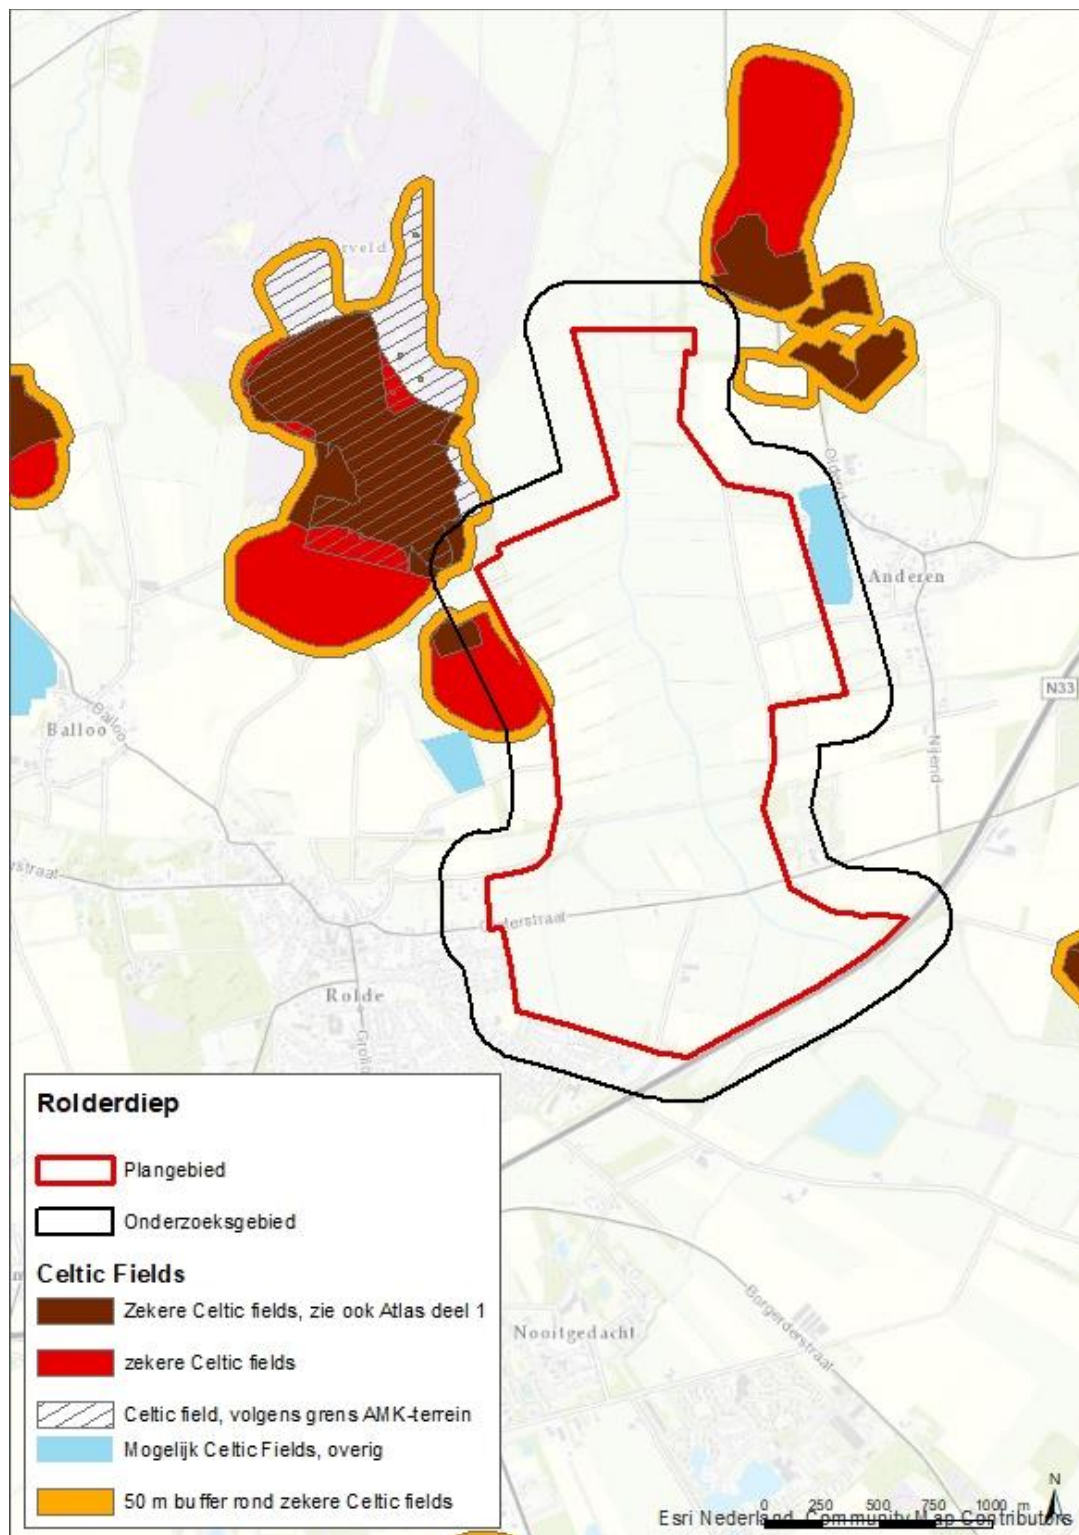 Anderen
N33
Balloo
Balloo
Nijend
Rolde
Rolderdiep
Plangebied
Onderzoeksgebied
Celtic Fields
Zekere Celtic fields, zie ook Atlas deel 1
zekere Celtic fields
Celtic field, volgens grens AMK-terrein
Mogelijk Celtic Fields, overig
50 m buffer rond zekere Celtic fields
Nooitgedacht
Borgerderstraat
N
0 250 500 750 1000 m
Esri Nederland, Community Map Contributors